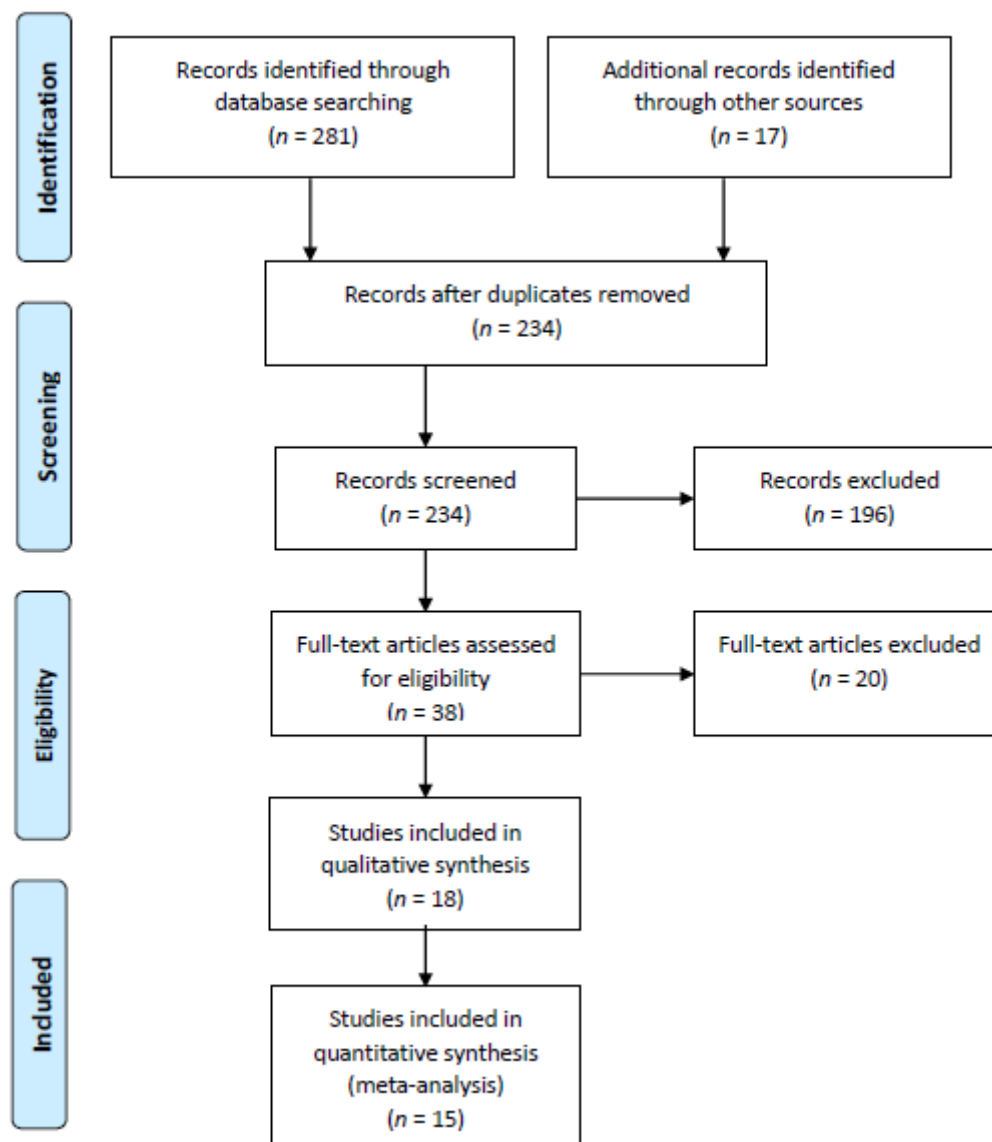 Identification
Records identified through
database searching
(n = 281)
Additional records identified
through other sources
(n = 17)
Records after duplicates removed
(n = 234)
Screening
Records screened
(n = 234)
Records excluded
(n = 196)
Eligibility
Full-text articles assessed
for eligibility
(n = 38)
Full-text articles excluded
(n = 20)
Studies included in
qualitative synthesis
(n = 18)
Included
Studies included in
quantitative synthesis
(meta-analysis)
(n = 15)